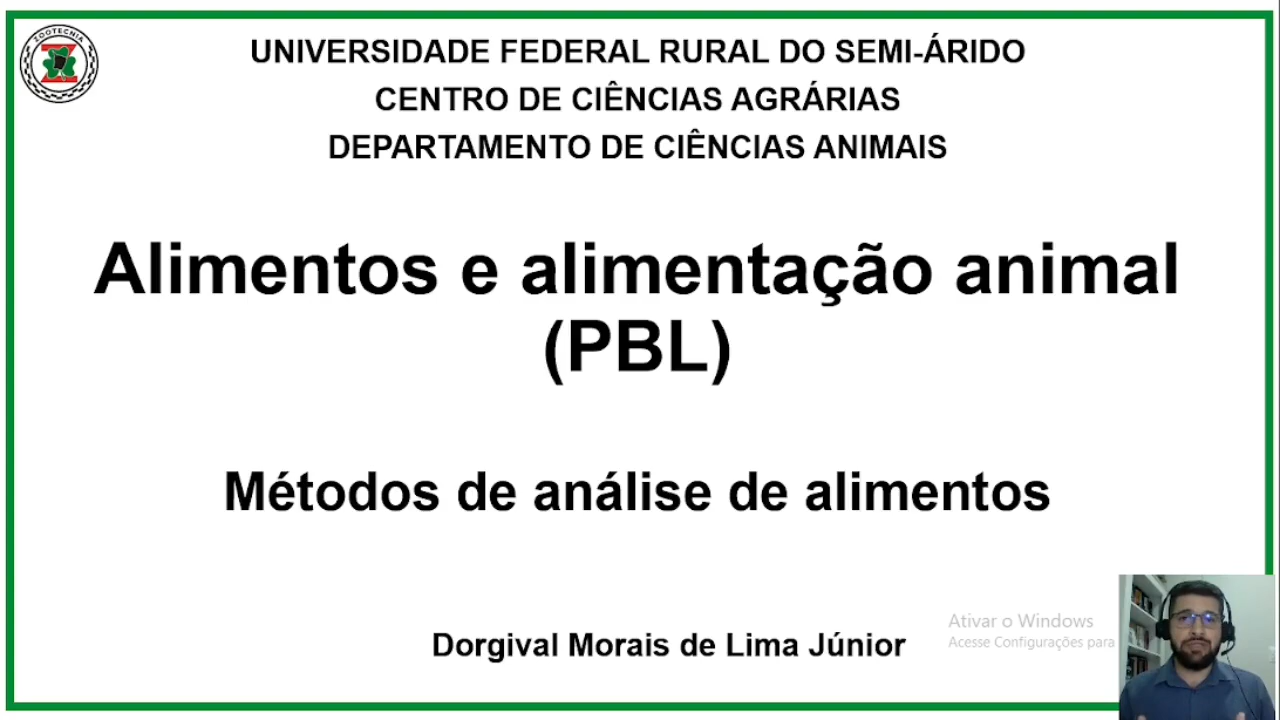 ZOOTECNIA
UNIVERSIDADE FEDERAL RURAL DO SEMI-ÁRIDO
CENTRO DE CIÊNCIAS AGRÁRIAS
DEPARTAMENTO DE CIÊNCIAS ANIMAIS
Alimentos e alimentação animal
(PBL)
Métodos de análise de alimentos
Dorgival Morais de Lima Júnior
Ativar o Windows
Acesse Configurações para